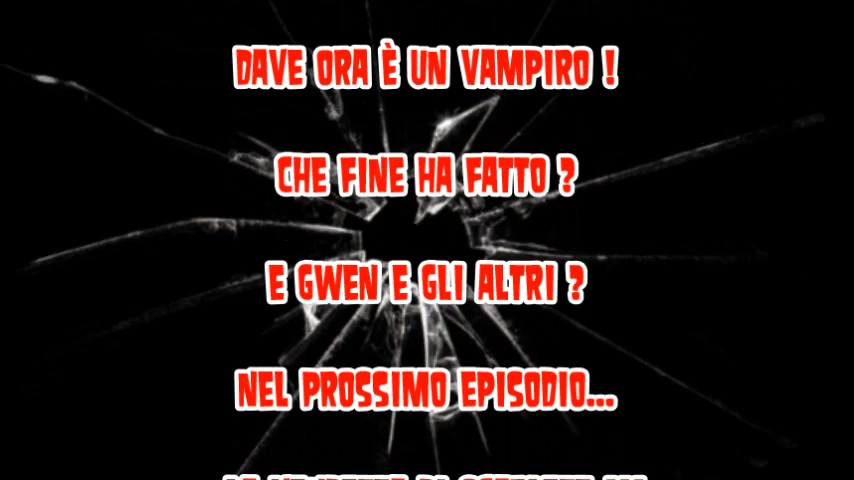 DAVE ORA È UN VAMPIRO !
CHE FINE HA FATTO ?
E GWEN E GLI ALTRI ?
NEL PROSSIMO EPISODIO...